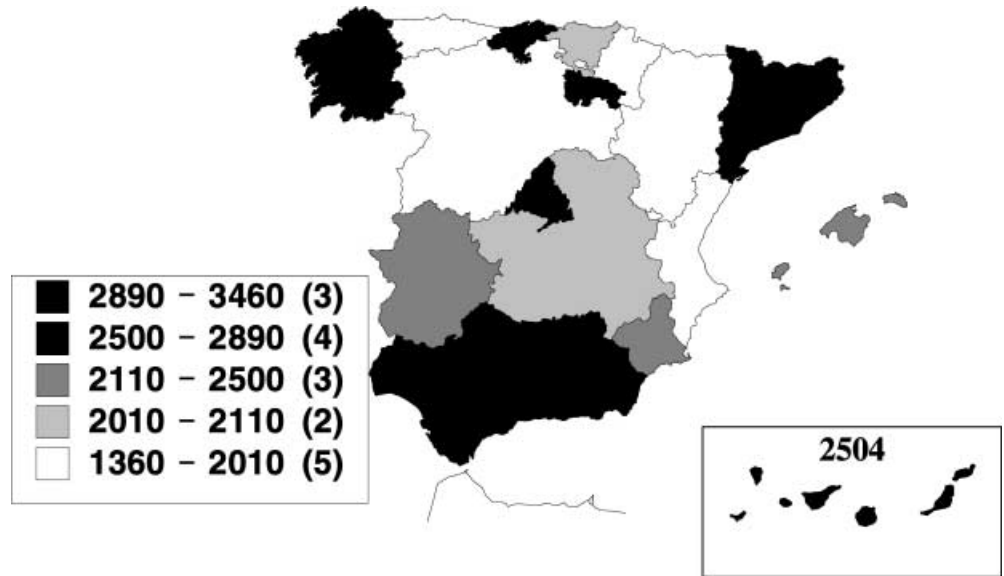 2890 – 3460 (3)
2500 – 2890 (4)
2110 – 2500 (3)
2010 – 2110 (2)
1360 – 2010 (5)
2504